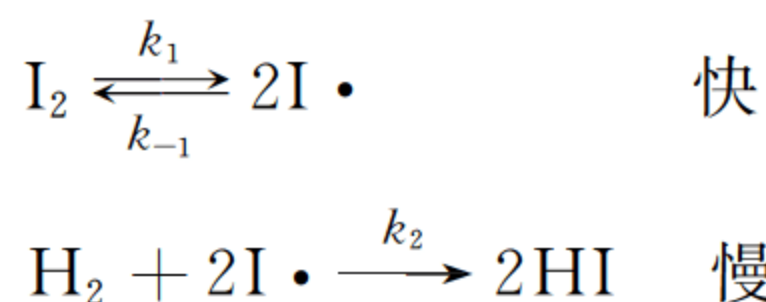 k₁
I₂ ⇌ 2I • 快
k₋₁
k₂
H₂ + 2I • → 2HI 慢